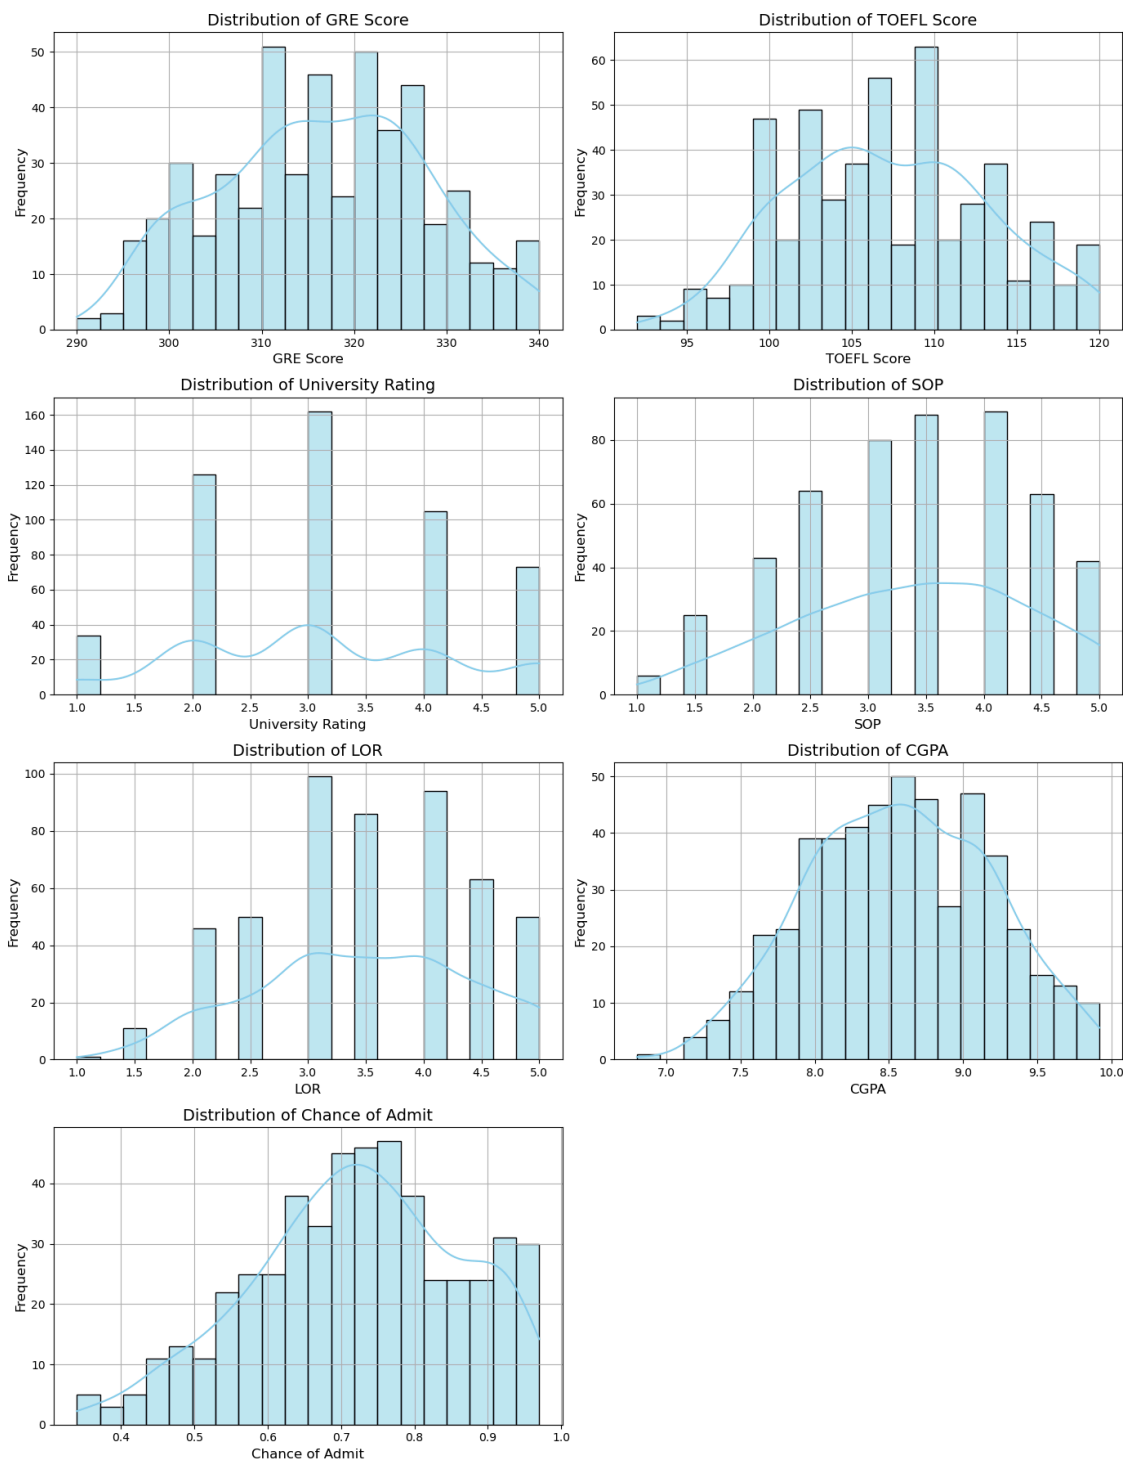 Distribution of GRE Score
50
40
30
20
10
0
Frequency
290 300 310 320 330 340
GRE Score
Distribution of TOEFL Score
60
50
40
30
20
10
0
Frequency
95 100 105 110 115 120
TOEFL Score
Distribution of University Rating
160
140
120
100
80
60
40
20
0
Frequency
1.0 1.5 2.0 2.5 3.0 3.5 4.0 4.5 5.0
University Rating
Distribution of SOP
80
60
40
20
0
Frequency
1.0 1.5 2.0 2.5 3.0 3.5 4.0 4.5 5.0
SOP
Distribution of LOR
100
80
60
40
20
0
Frequency
1.0 1.5 2.0 2.5 3.0 3.5 4.0 4.5 5.0
LOR
Distribution of CGPA
50
40
30
20
10
0
Frequency
7.0 7.5 8.0 8.5 9.0 9.5 10.0
CGPA
Distribution of Chance of Admit
40
30
20
10
0
Frequency
0.4 0.5 0.6 0.7 0.8 0.9 1.0
Chance of Admit